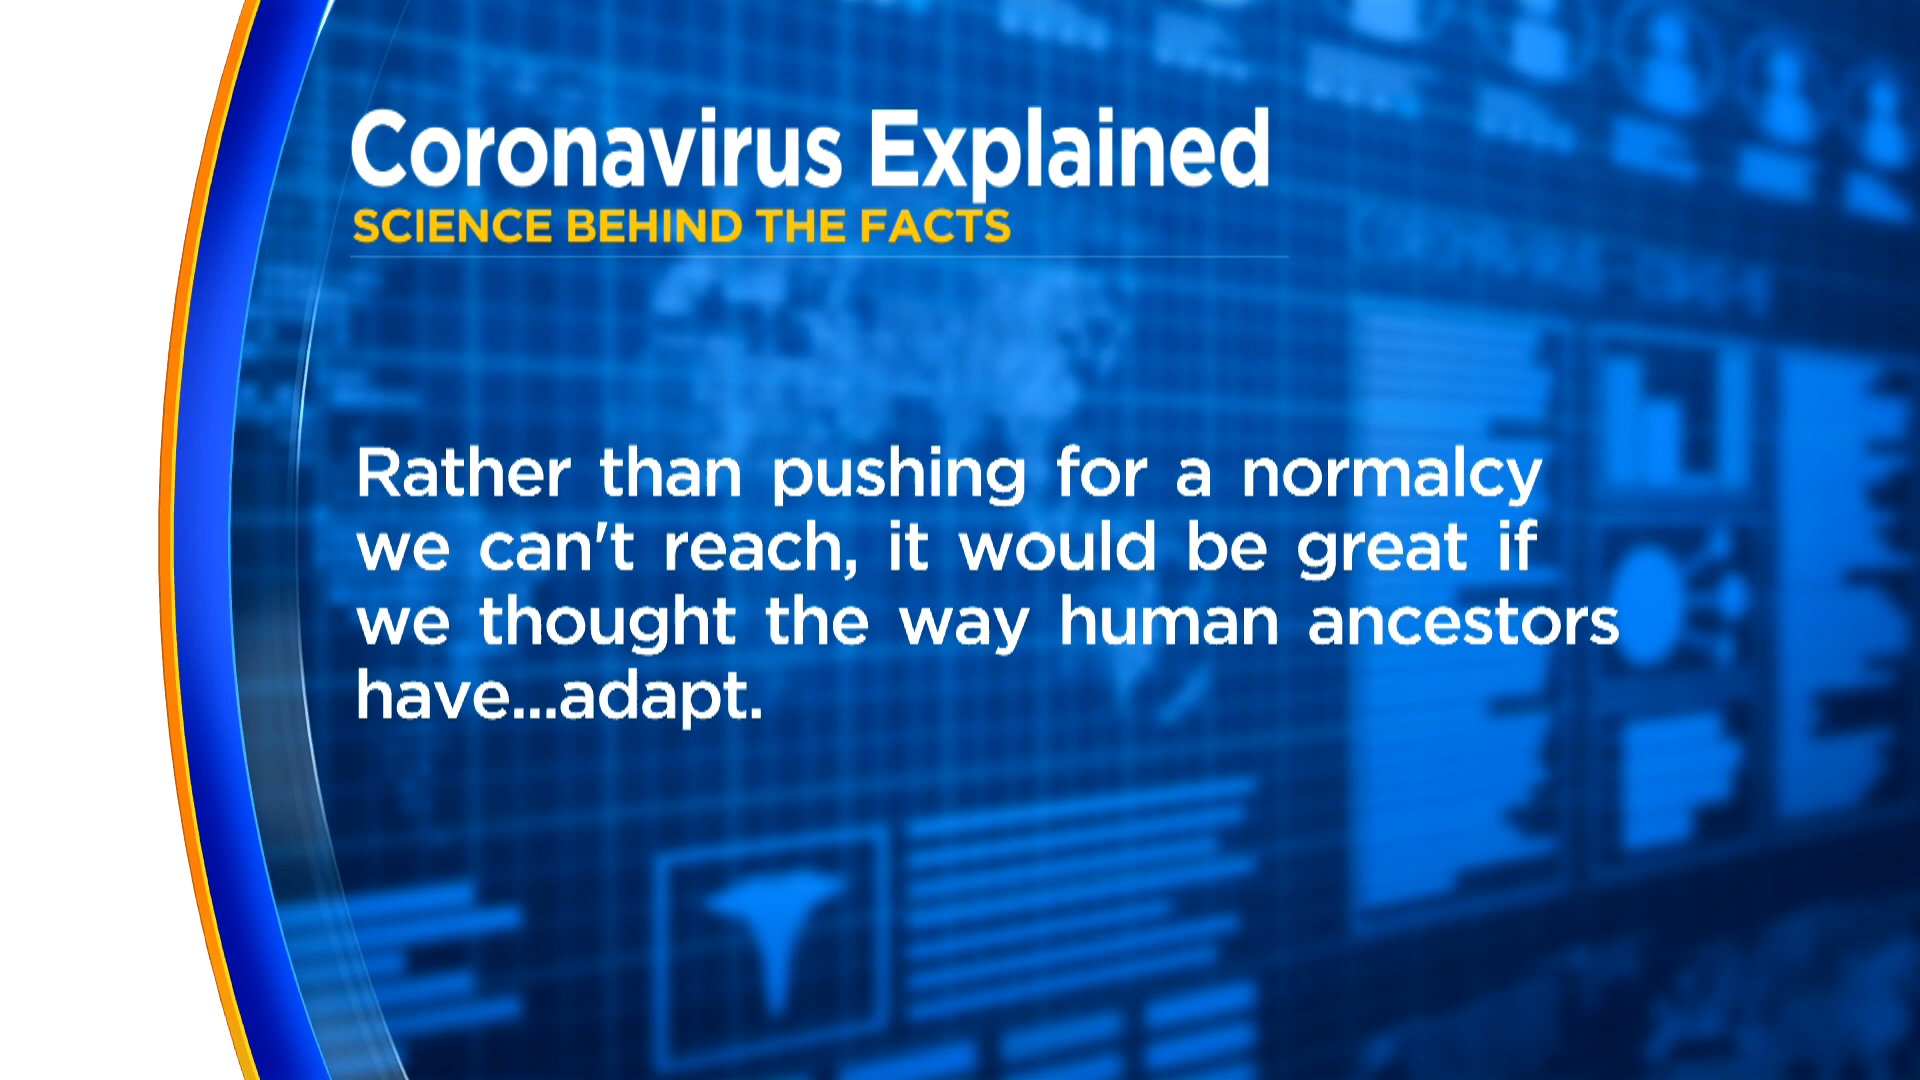 Coronavirus Explained
SCIENCE BEHIND THE FACTS
Rather than pushing for a normalcy
we can't reach, it would be great if
we thought the way human ancestors
have...adapt.